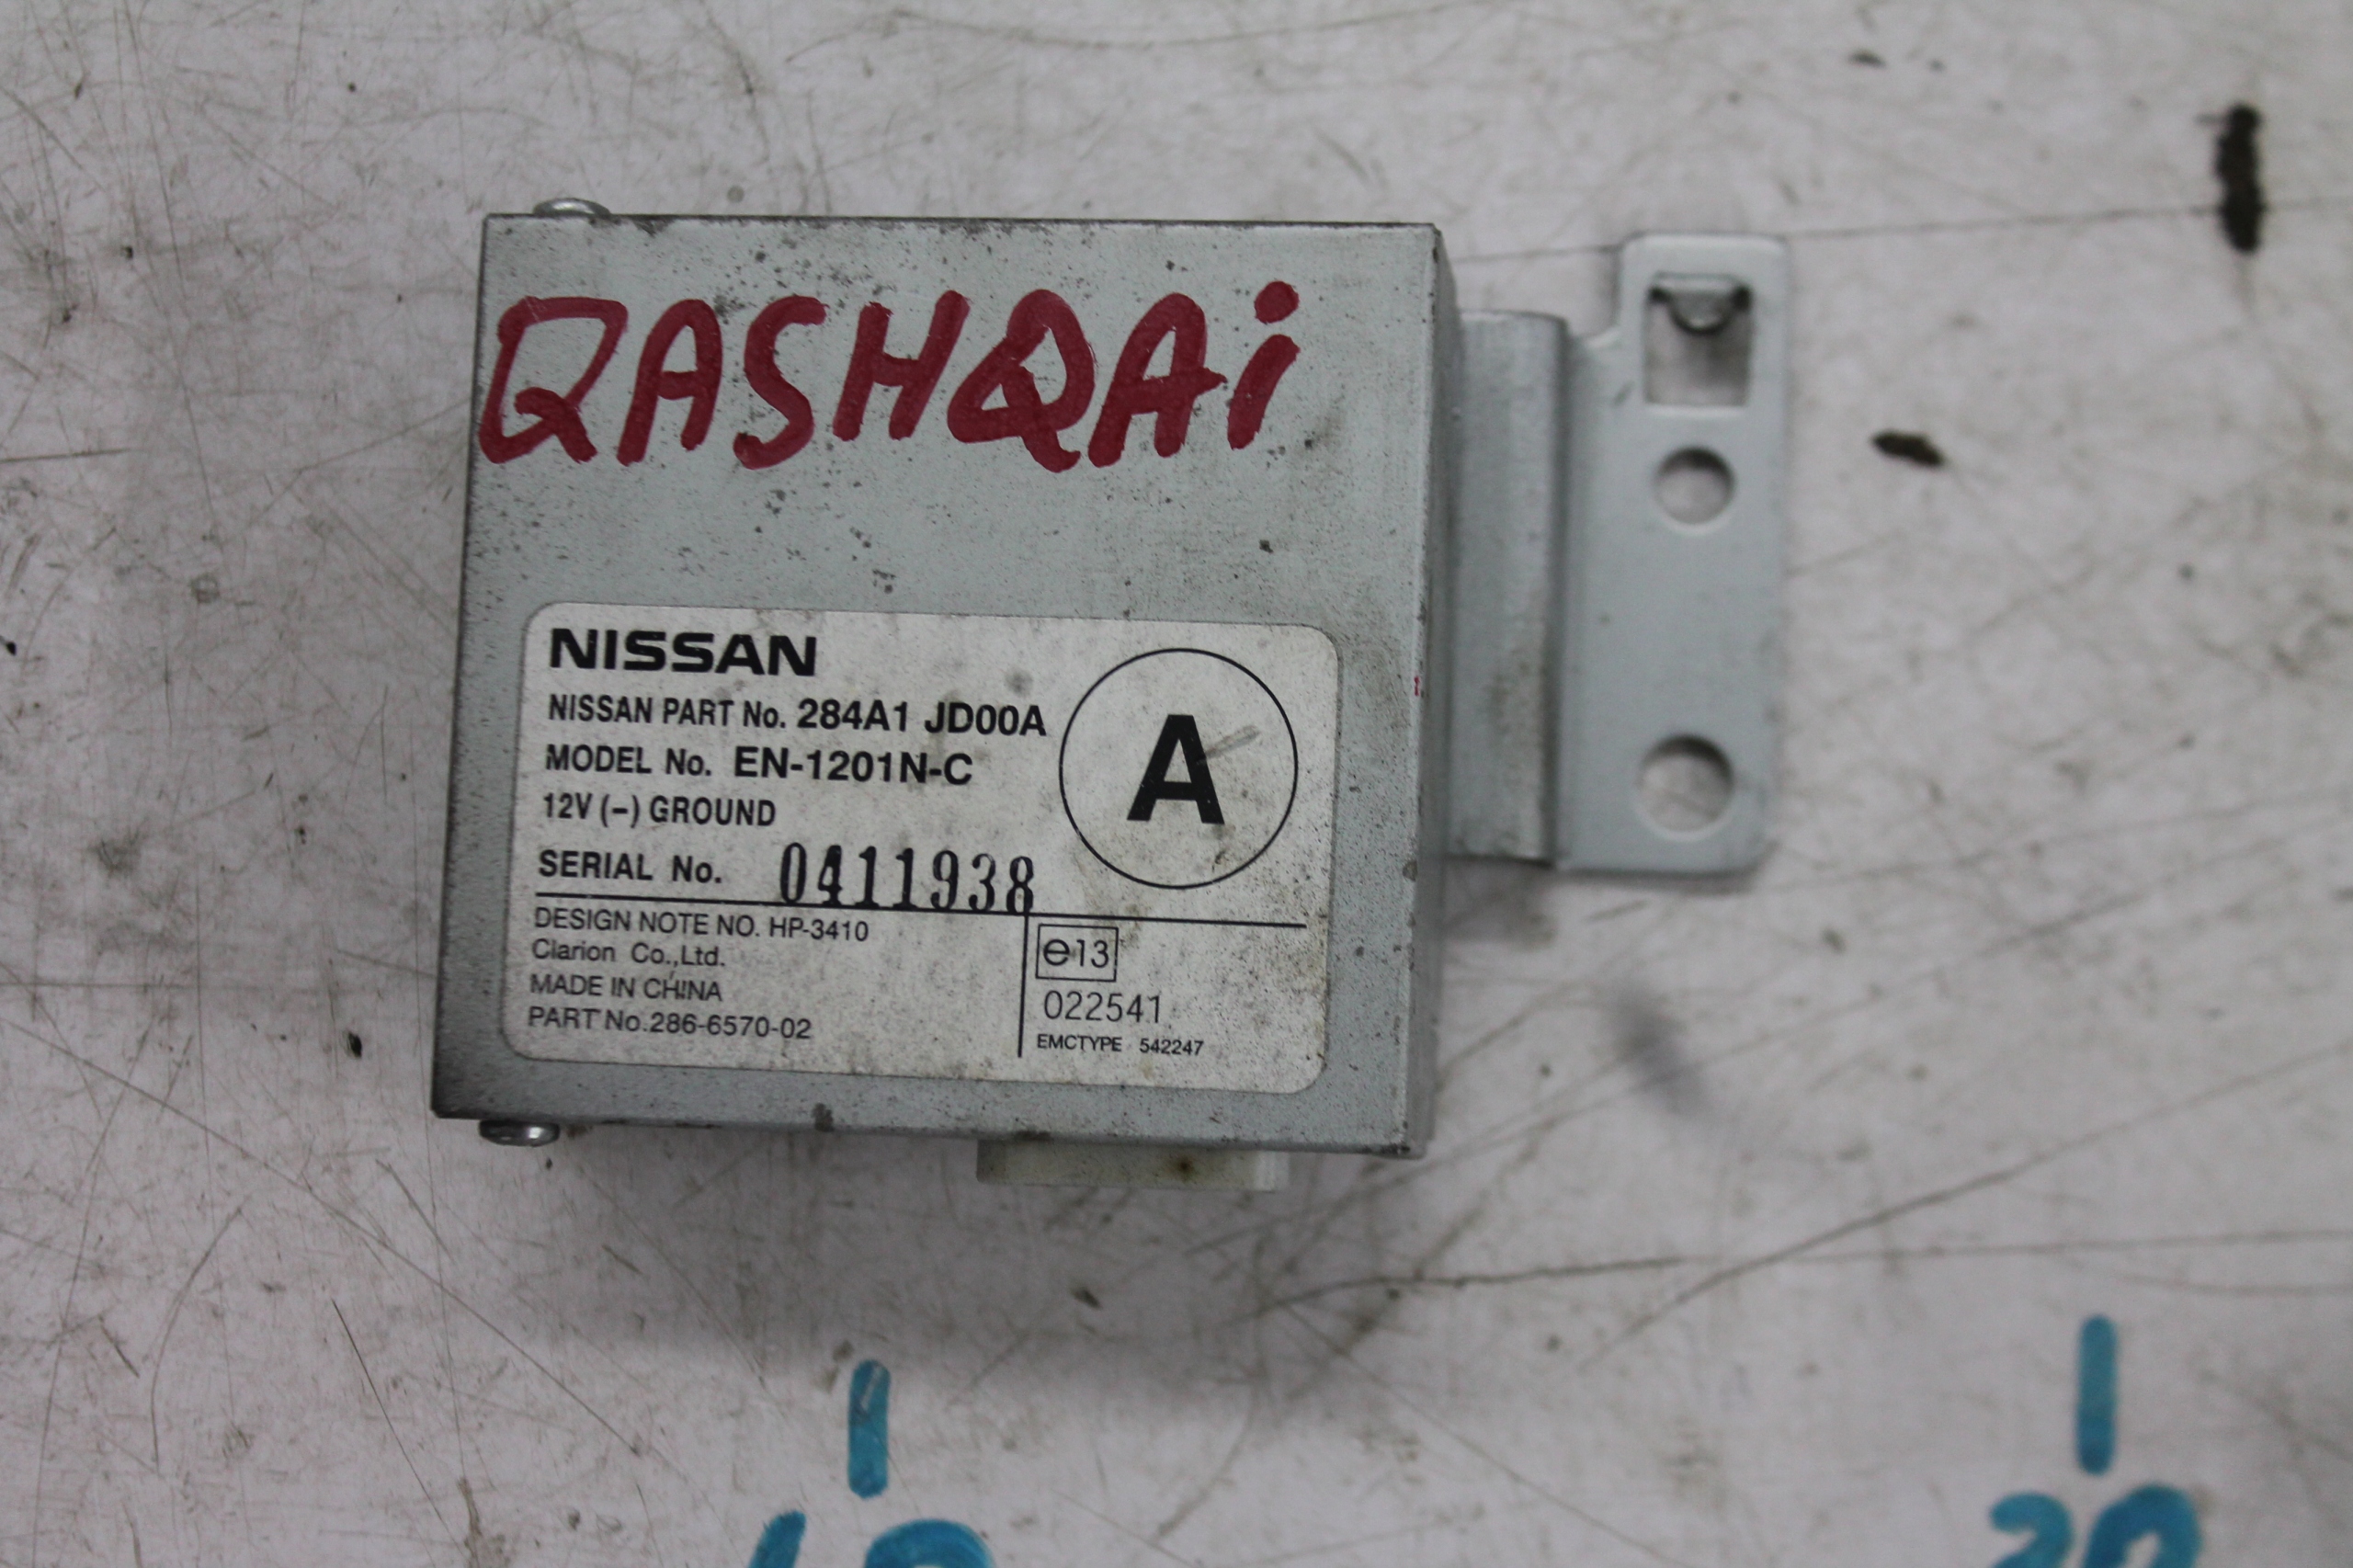 QASHQAi
NISSAN
NISSAN PART No. 284A1 JD00A
MODEL No. EN-1201N-C
12V (-) GROUND
SERIAL No. 0411938
A
DESIGN NOTE NO. HP-3410
Clarion Co.,Ltd.
MADE IN CHINA
PART No.286-6570-02
e13
022541
EMCTYPE 542247